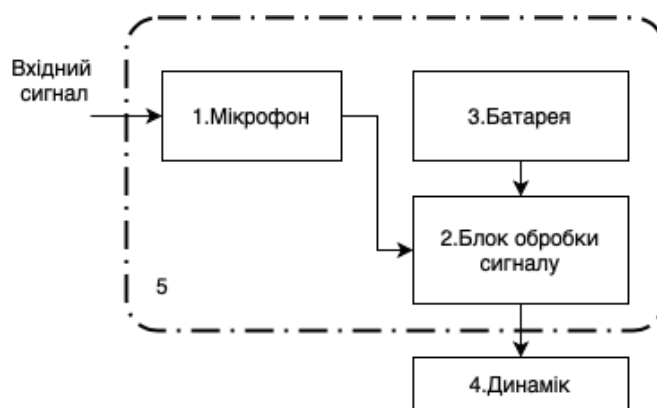 Вхідний
сигнал
1.Мікрофон
3.Батарея
2.Блок обробки
сигналу
5
4.Динамік